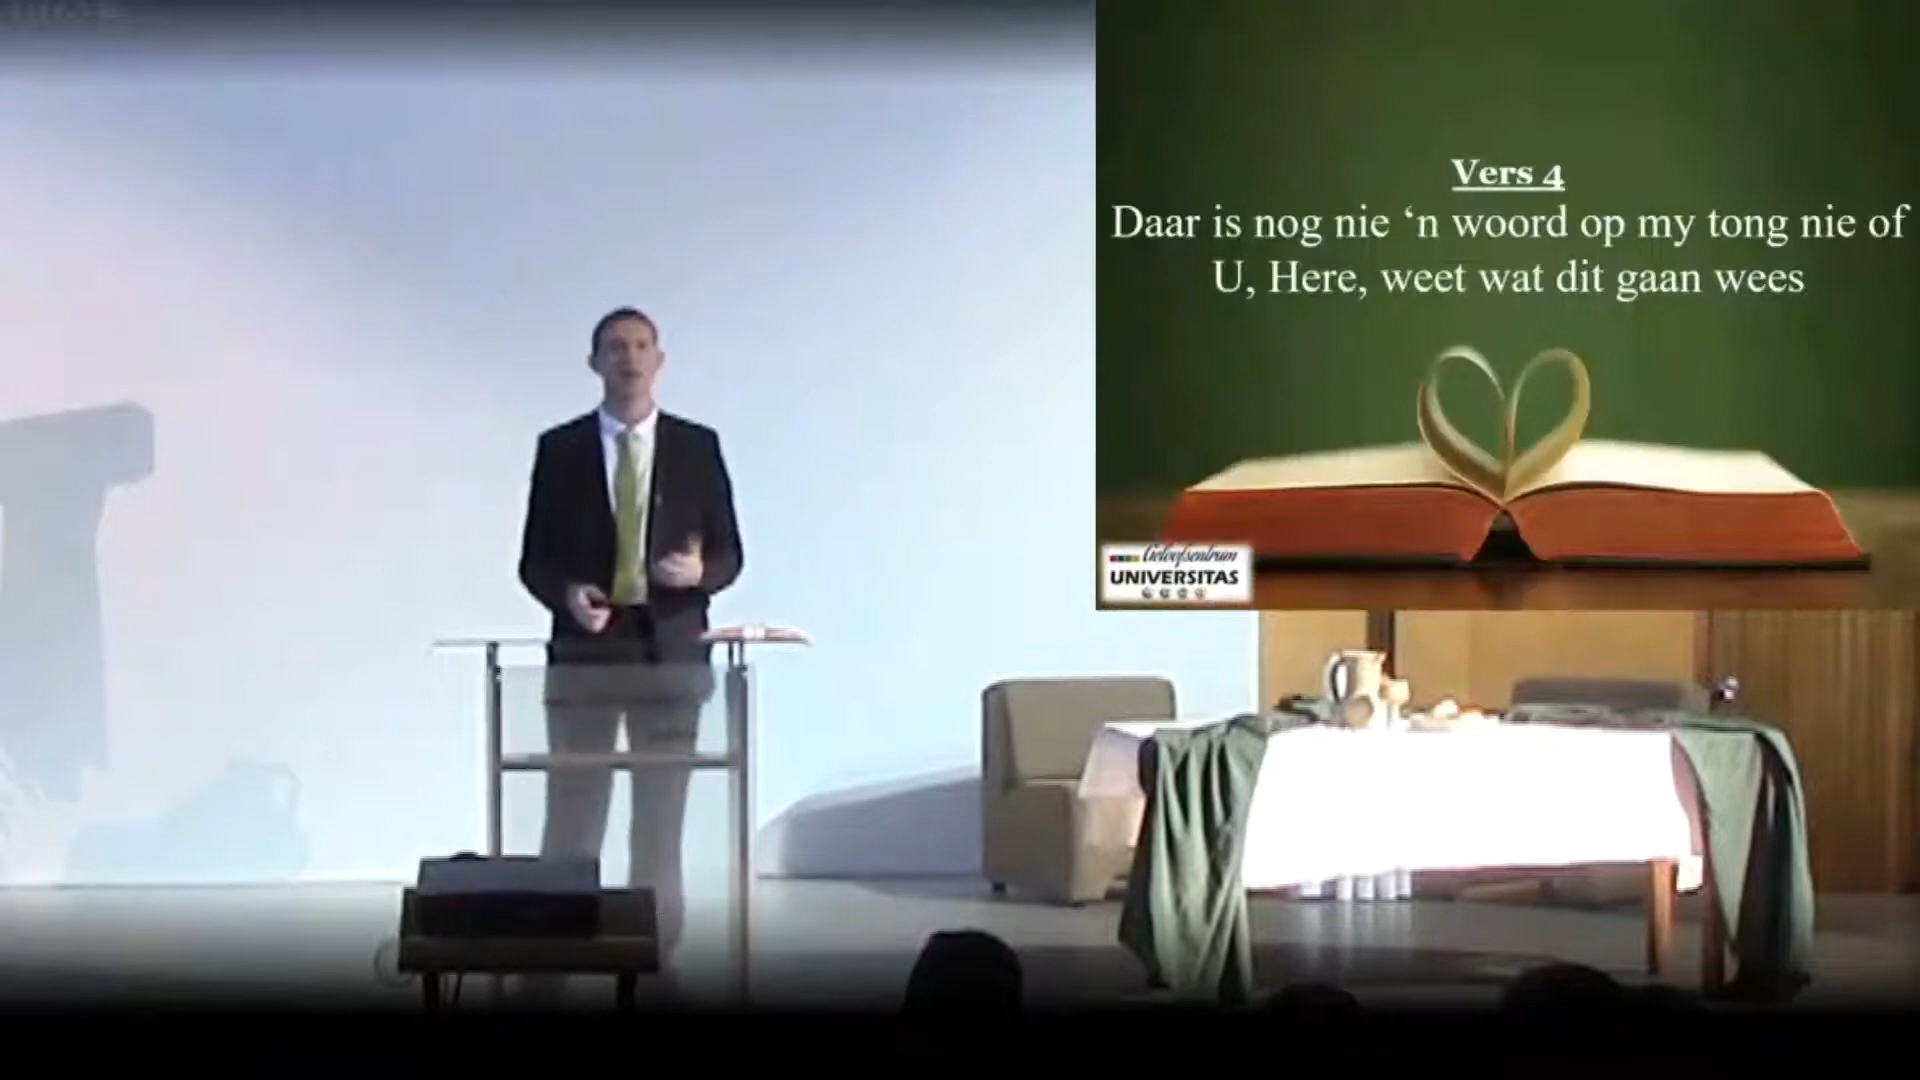 Vers 4
Daar is nog nie ‘n woord op my tong nie of
U, Here, weet wat dit gaan wees
Geloofsentrum
UNIVERSITAS